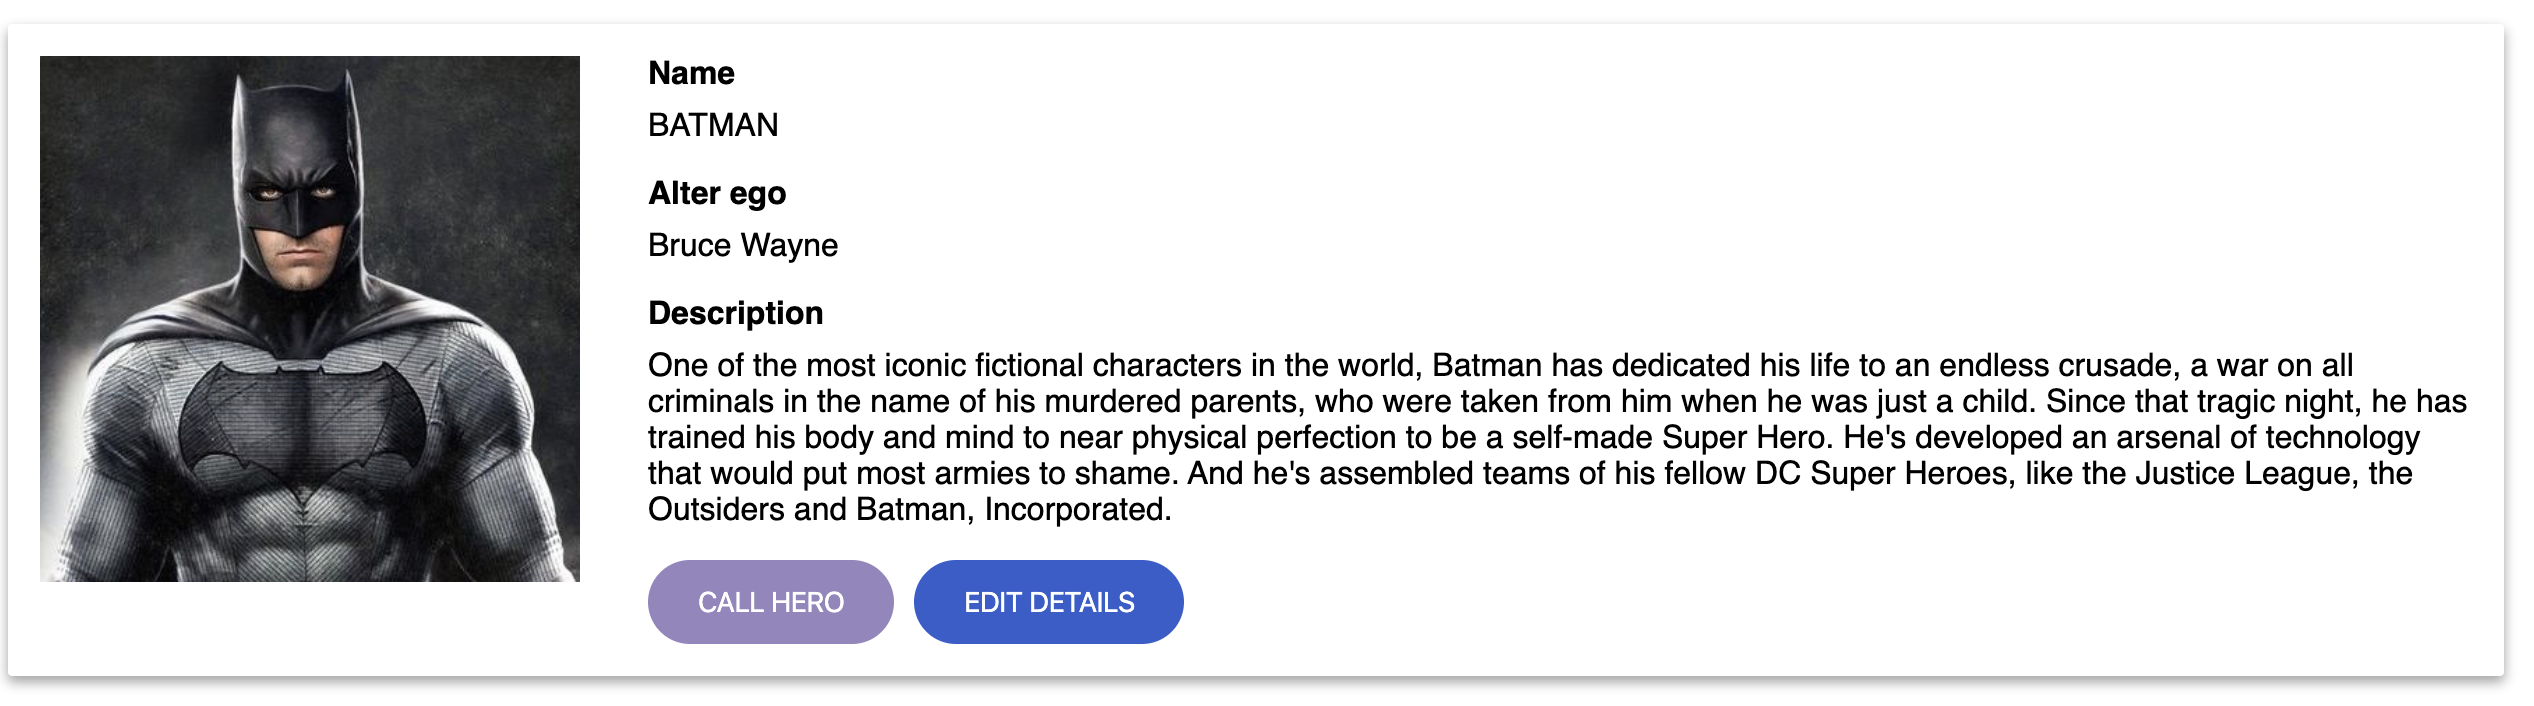 Name
BATMAN
Alter ego
Bruce Wayne
Description
One of the most iconic fictional characters in the world, Batman has dedicated his life to an endless crusade, a war on all
criminals in the name of his murdered parents, who were taken from him when he was just a child. Since that tragic night, he has
trained his body and mind to near physical perfection to be a self-made Super Hero. He's developed an arsenal of technology
that would put most armies to shame. And he's assembled teams of his fellow DC Super Heroes, like the Justice League, the
Outsiders and Batman, Incorporated.
CALL HERO
EDIT DETAILS